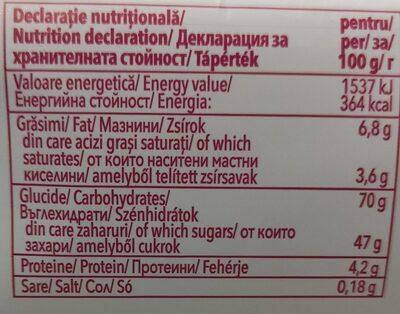 Declarație nutrițională/
Nutrition declaration/ Декларация за
хранителната стойност/ Tápérték
pentru/
per/ за/
100 g/ г
Valoare energetică/ Energy value/
Енергийна стойност/ Energia:
1537 kJ
364 kcal
Grăsimi/ Fat/ Мазнини/ Zsírok
6,8 g
din care acizi grași saturați/ of which
saturates/ от които наситени мастни
киселини/ amelyből telített zsírsavak
3,6 g
Glucide/ Carbohydrates/
70 g
Въглехидрати/ Szénhidrátok
din care zaharuri/ of which sugars/ от които
захари/ amelyből cukrok
47 g
Proteine/ Protein/ Протеини/ Fehérje
4,2 g
Sare/ Salt/ Сол/ Só
0,18 g